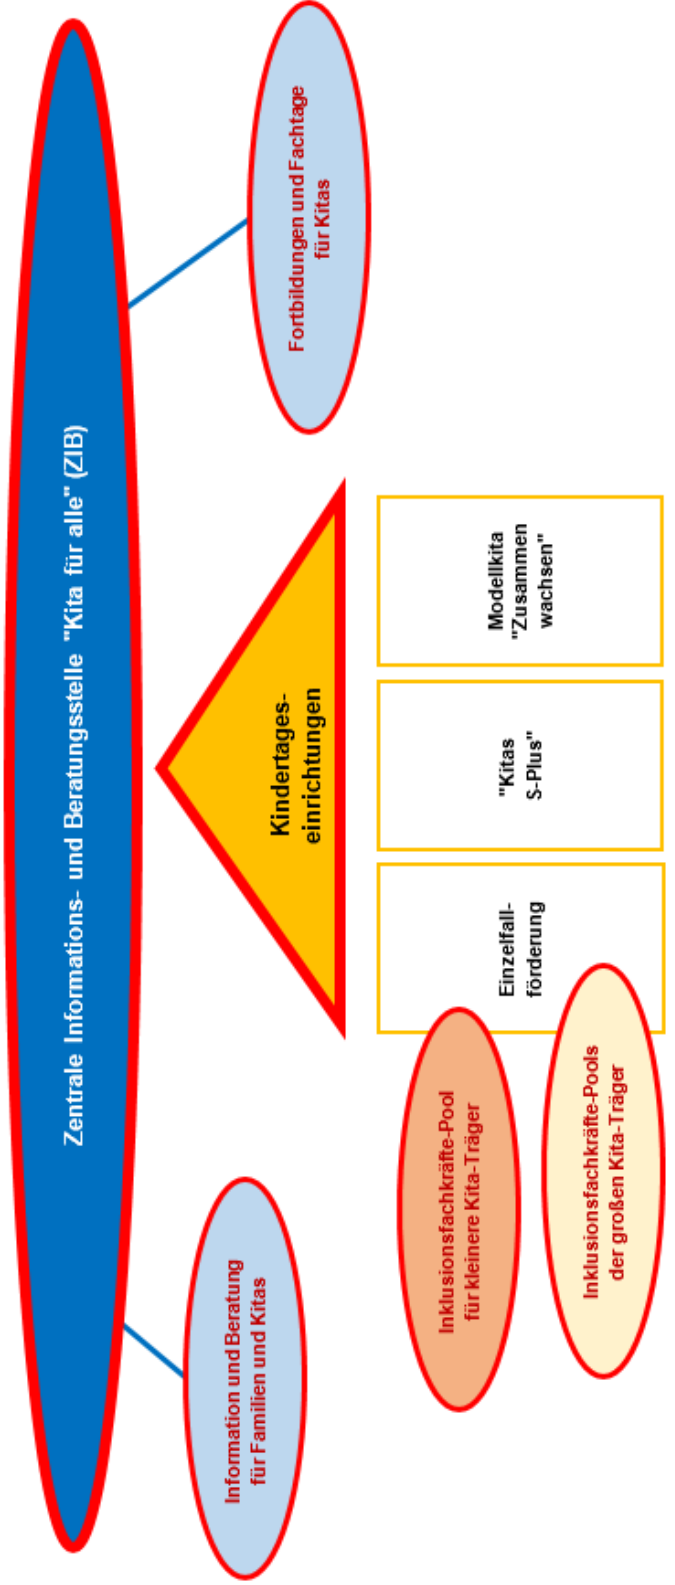 Zentrale Informations- und Beratungsstelle "Kita für alle" (ZIB)
Information und Beratung
für Familien und Kitas
Fortbildungen und Fachtage
für Kitas
Kindertages-
einrichtungen
Einzelfall-
förderung
"Kitas
S-Plus"
Modellkita
"Zusammen
wachsen"
Inklusionsfachkräfte-Pool
für kleinere Kita-Träger
Inklusionsfachkräfte-Pools
der großen Kita-Träger